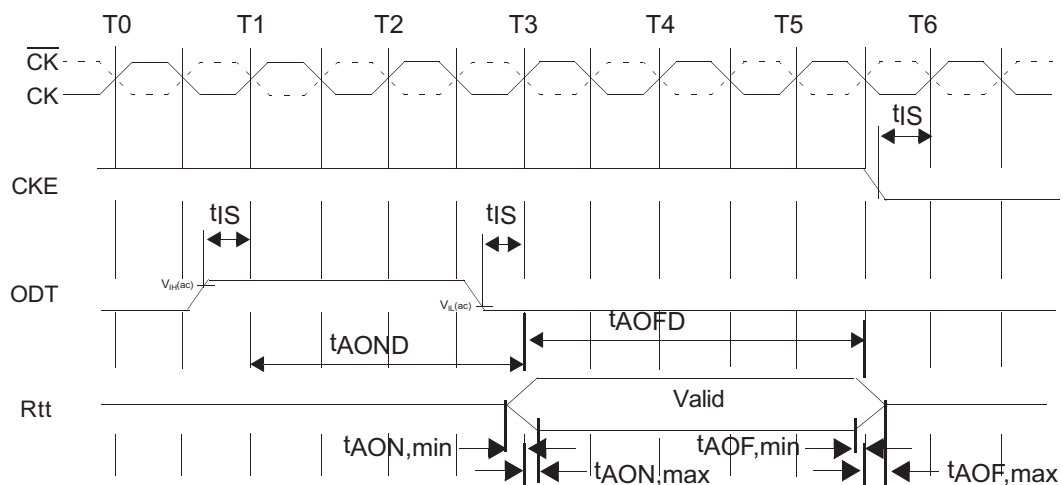 T0 T1 T2 T3 T4 T5 T6
CK
CK
tIS
CKE
tIS
tIS
VIH(ac)
ODT
VIL(ac)
tAOFD
tAOND
Rtt
Valid
tAON,min
tAOF,min
tAON,max
tAOF,max